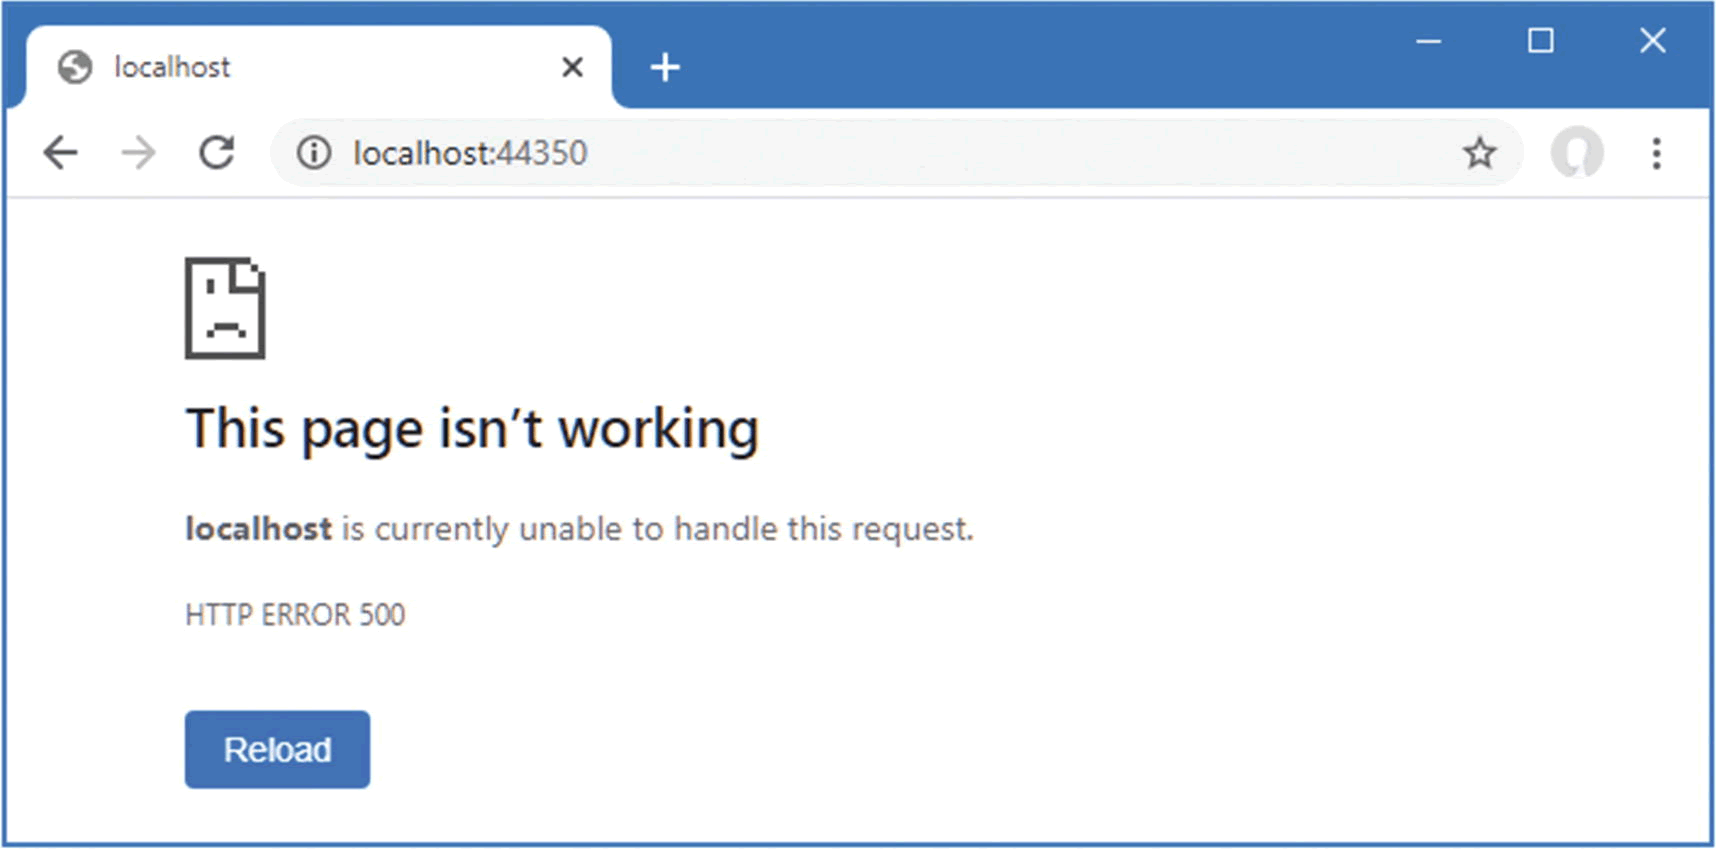 localhost
localhost:44350
This page isn’t working
localhost is currently unable to handle this request.
HTTP ERROR 500
Reload